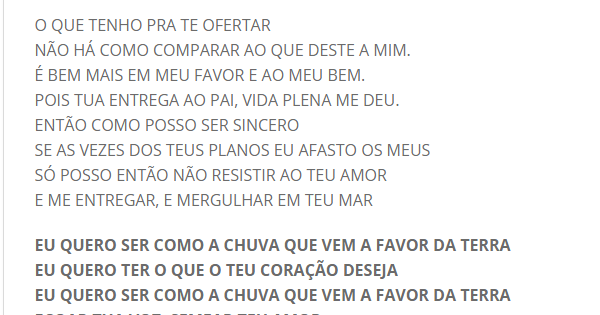 O QUE TENHO PRA TE OFERTAR
NÃO HÁ COMO COMPARAR AO QUE DESTE A MIM.
É BEM MAIS EM MEU FAVOR E AO MEU BEM.
POIS TUA ENTREGA AO PAI, VIDA PLENA ME DEU.
ENTÃO COMO POSSO SER SINCERO
SE AS VEZES DOS TEUS PLANOS EU AFASTO OS MEUS
SÓ POSSO ENTÃO NÃO RESISTIR AO TEU AMOR
E ME ENTREGAR, E MERGULHAR EM TEU MAR
EU QUERO SER COMO A CHUVA QUE VEM A FAVOR DA TERRA
EU QUERO TER O QUE O TEU CORAÇÃO DESEJA
EU QUERO SER COMO A CHUVA QUE VEM A FAVOR DA TERRA